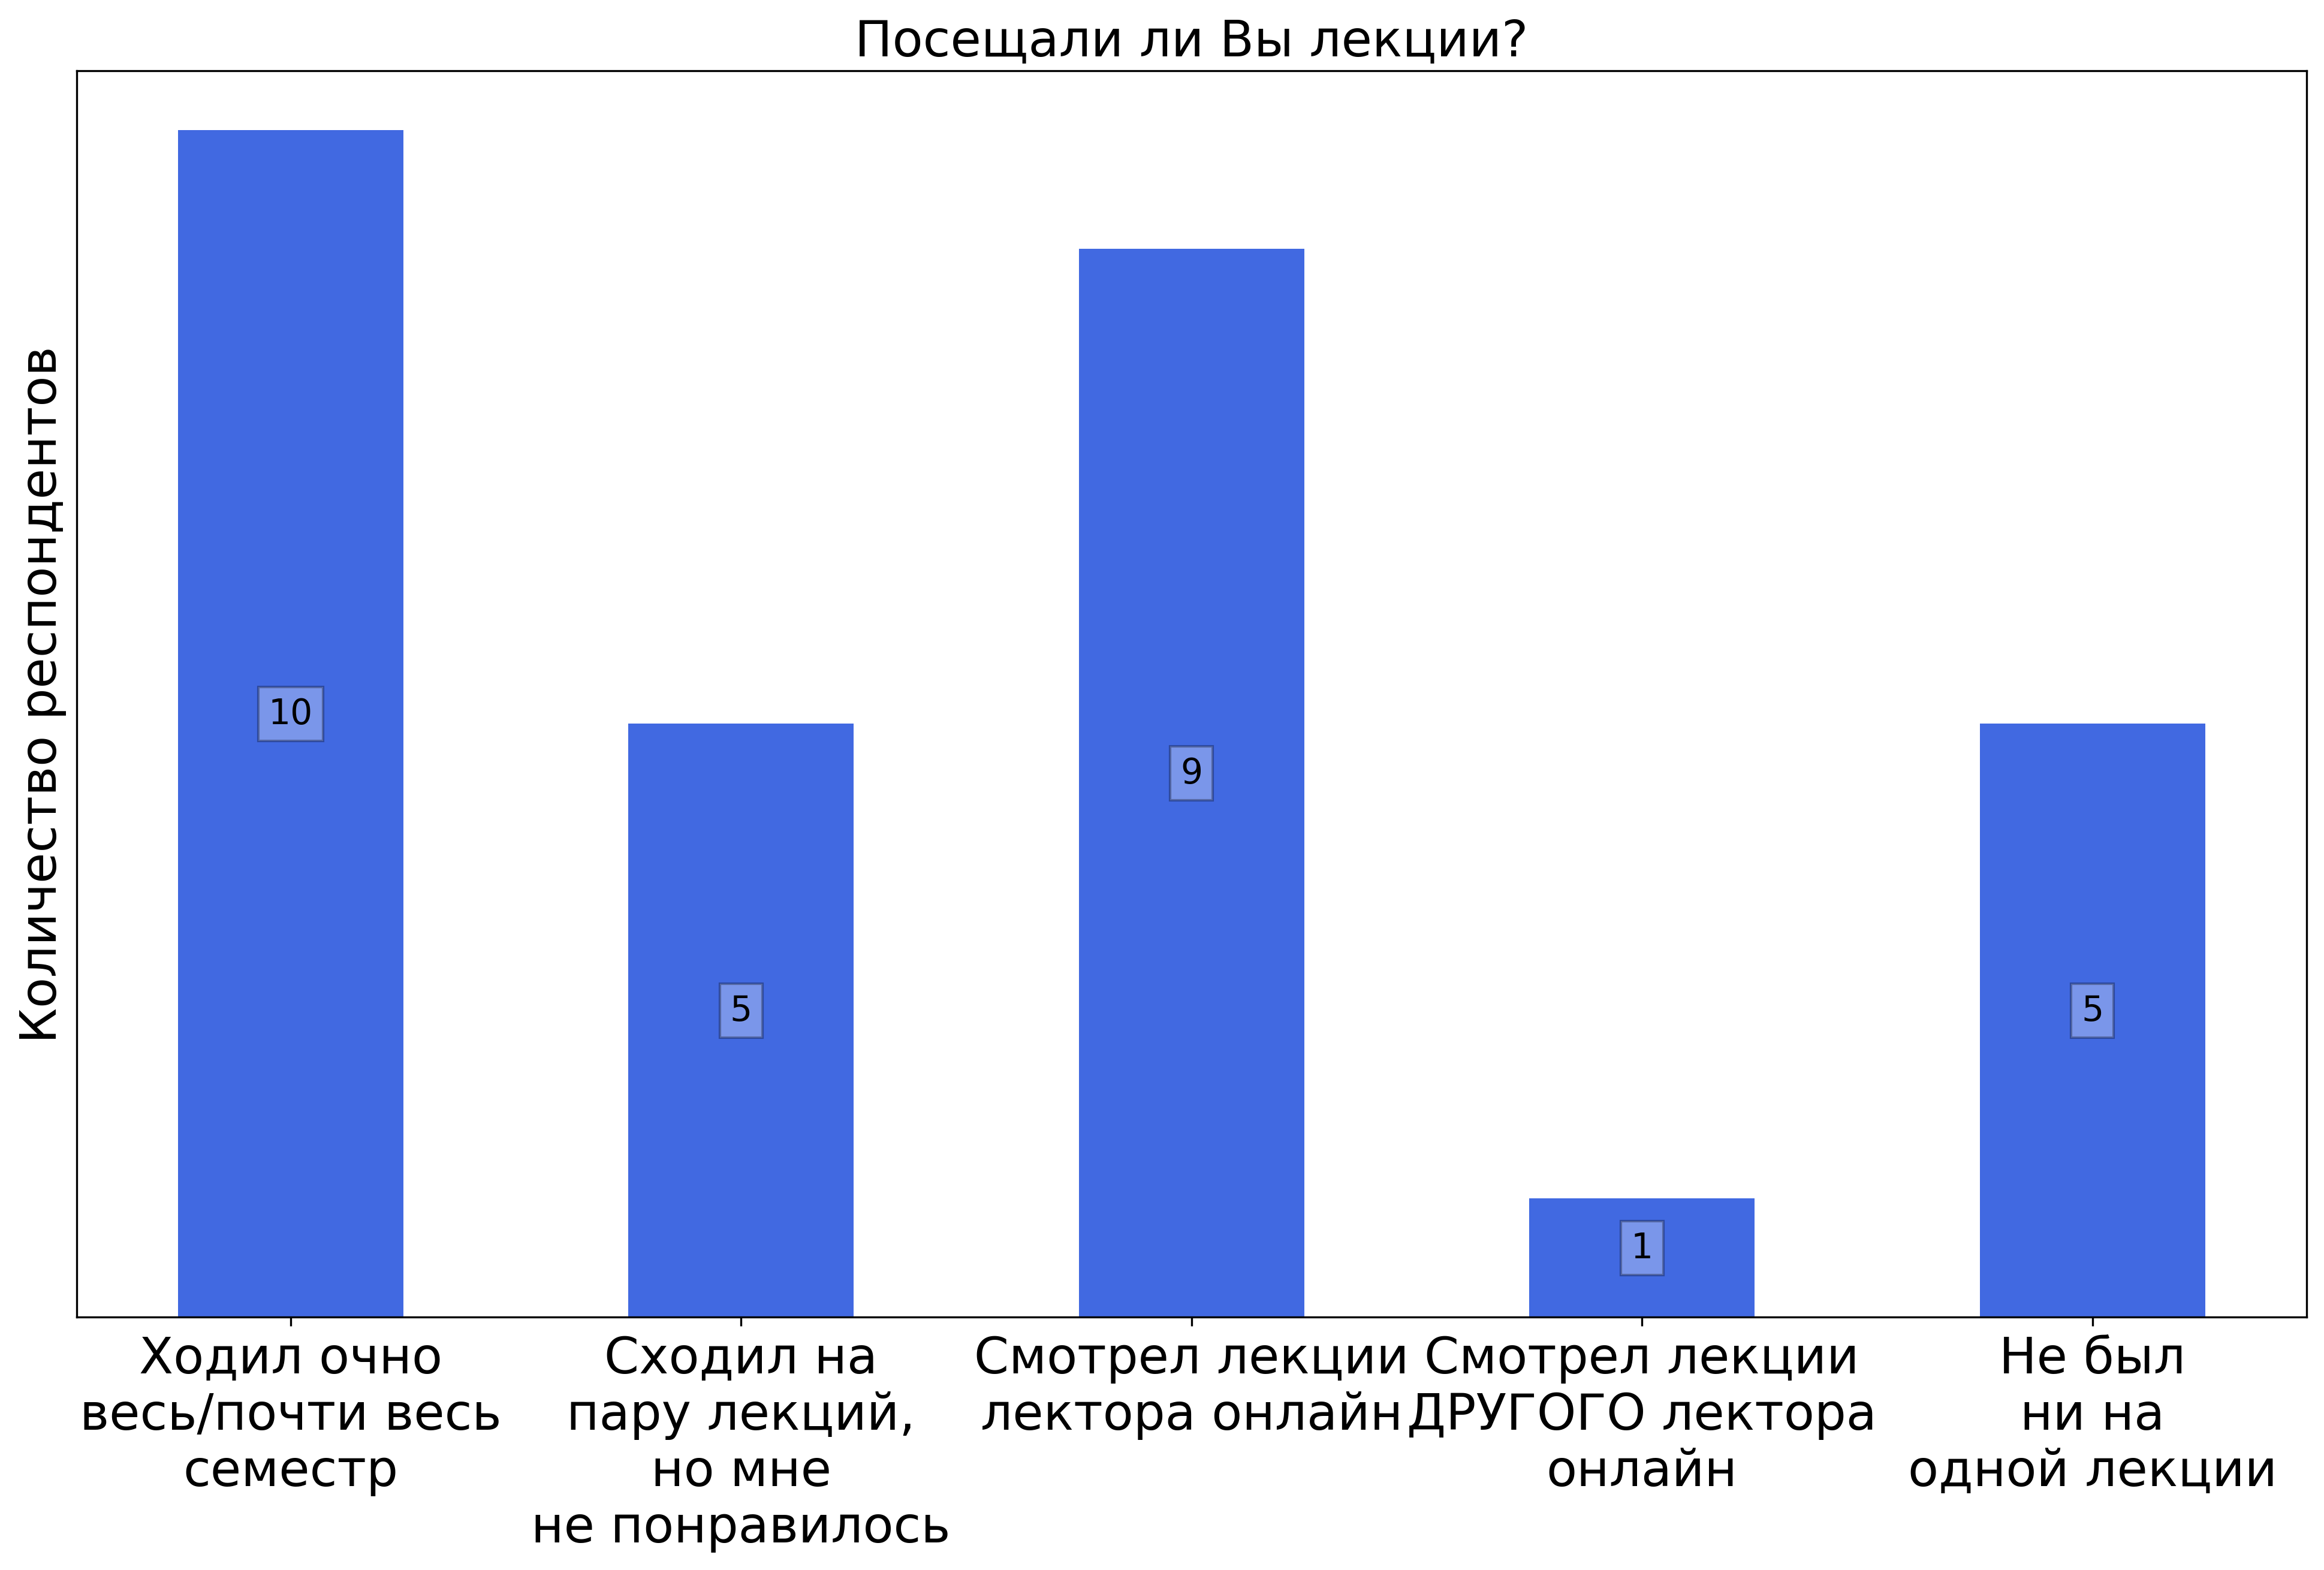 Посещали ли Вы лекции?
Количество респондентов
10
5
9
1
5
Ходил очно
весь/почти весь
семестр
Сходил на
пару лекций,
но мне
не понравилось
Смотрел лекции
лектора онлайн
Смотрел лекции
ДРУГОГО лектора
онлайн
Не был
ни на
одной лекции